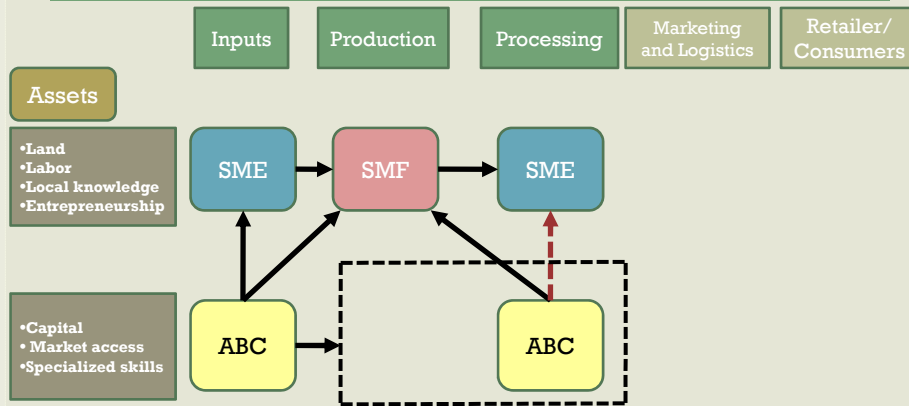 Inputs
Production
Processing
Marketing
and Logistics
Retailer/
Consumers
Assets
•Land
•Labor
•Local knowledge
•Entrepreneurship
SME
SMF
SME
•Capital
• Market access
•Specialized skills
ABC
ABC